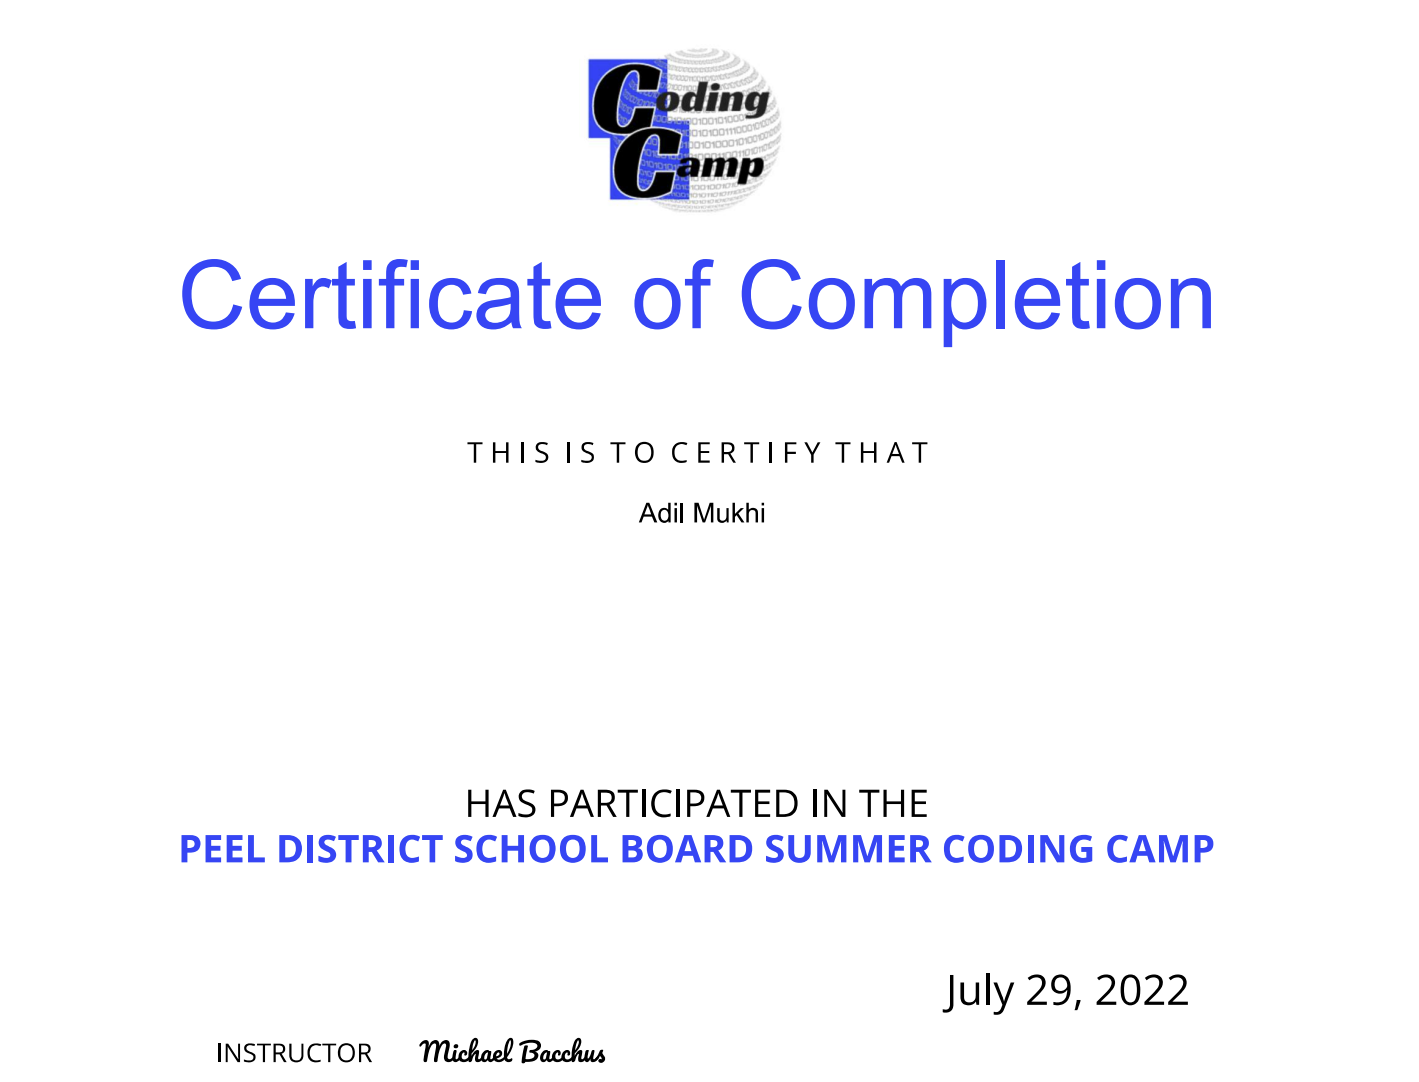 Coding
Camp
Certificate of Completion
THIS IS TO CERTIFY THAT
Adil Mukhi
HAS PARTICIPATED IN THE
PEEL DISTRICT SCHOOL BOARD SUMMER CODING CAMP
July 29, 2022
INSTRUCTOR Michael Bacchus